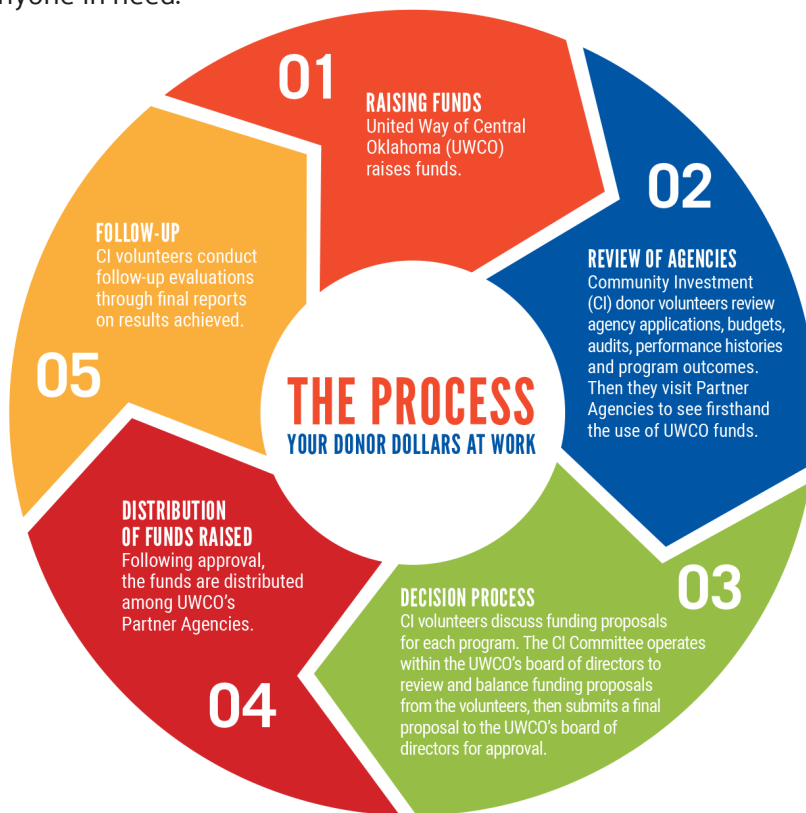 anyone in need.
01
RAISING FUNDS
United Way of Central
Oklahoma (UWCO)
raises funds.
02
REVIEW OF AGENCIES
Community Investment
(CI) donor volunteers review
agency applications, budgets,
audits, performance histories
and program outcomes.
Then they visit Partner
Agencies to see firsthand
the use of UWCO funds.
03
DECISION PROCESS
CI volunteers discuss funding proposals
for each program. The CI Committee operates
within the UWCO’s board of directors to
review and balance funding proposals
from the volunteers, then submits a final
proposal to the UWCO’s board of
directors for approval.
04
DISTRIBUTION
OF FUNDS RAISED
Following approval,
the funds are distributed
among UWCO’s
Partner Agencies.
05
FOLLOW-UP
CI volunteers conduct
follow-up evaluations
through final reports
on results achieved.
THE PROCESS
YOUR DONOR DOLLARS AT WORK